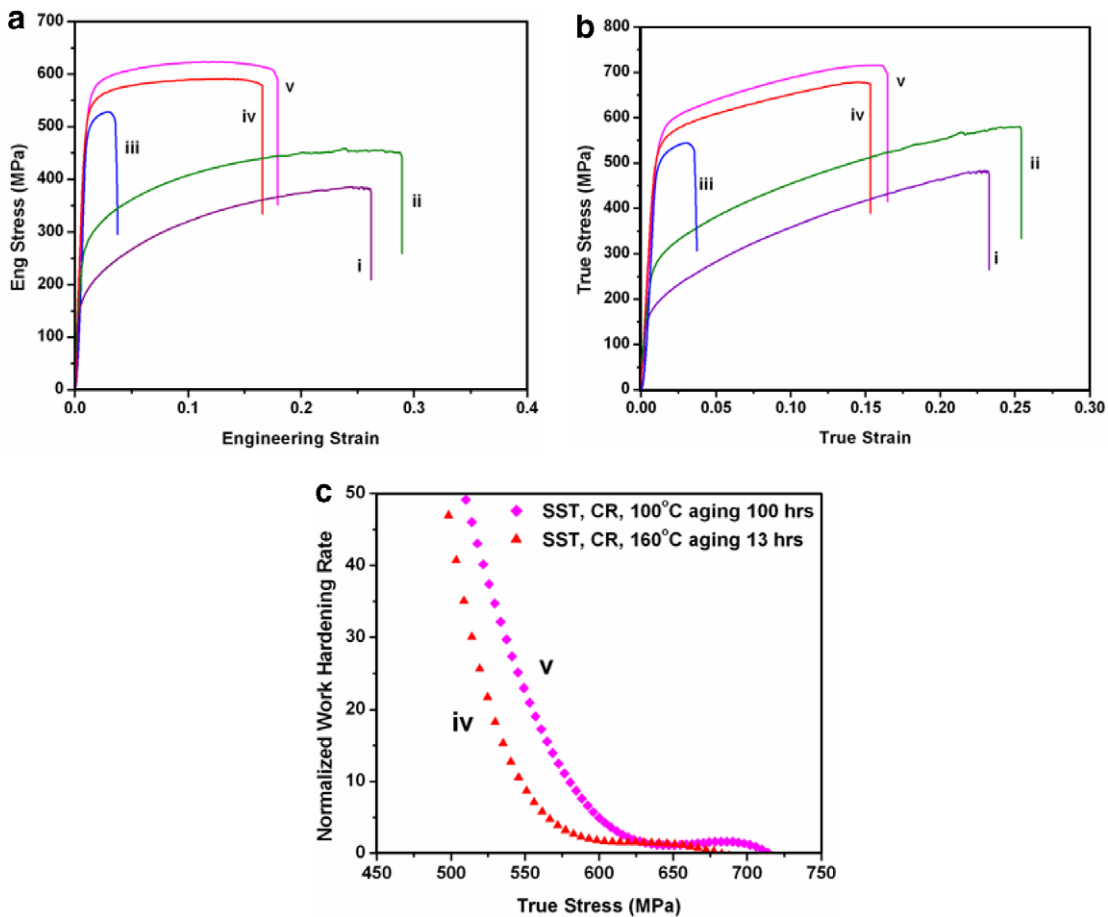 a
700
600
500
400
300
200
100
0
Eng Stress (MPa)
v
iv
iii
ii
i
0.0 0.1 0.2 0.3 0.4
Engineering Strain
b
800
700
600
500
400
300
200
100
0
True Stress (MPa)
v
iv
iii
ii
i
0.00 0.05 0.10 0.15 0.20 0.25 0.30
True Strain
c
50
40
30
20
10
0
Normalized Work Hardening Rate
SST, CR, 100°C aging 100 hrs
SST, CR, 160°C aging 13 hrs
v
iv
450 500 550 600 650 700 750
True Stress (MPa)